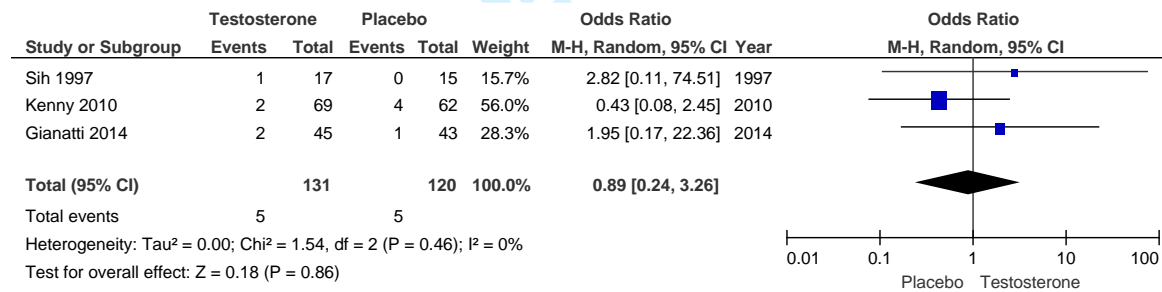 Testosterone Placebo Odds Ratio Odds Ratio
Study or Subgroup Events Total Events Total Weight M-H, Random, 95% CI Year M-H, Random, 95% CI
Sih 1997 1 17 0 15 15.7% 2.82 [0.11, 74.51] 1997
Kenny 2010 2 69 4 62 56.0% 0.43 [0.08, 2.45] 2010
Gianatti 2014 2 45 1 43 28.3% 1.95 [0.17, 22.36] 2014
Total (95% CI) 131 120 100.0% 0.89 [0.24, 3.26]
Total events 5 5
Heterogeneity: Tau² = 0.00; Chi² = 1.54, df = 2 (P = 0.46); I² = 0%
Test for overall effect: Z = 0.18 (P = 0.86)
0.01 0.1 1 10 100
Placebo Testosterone